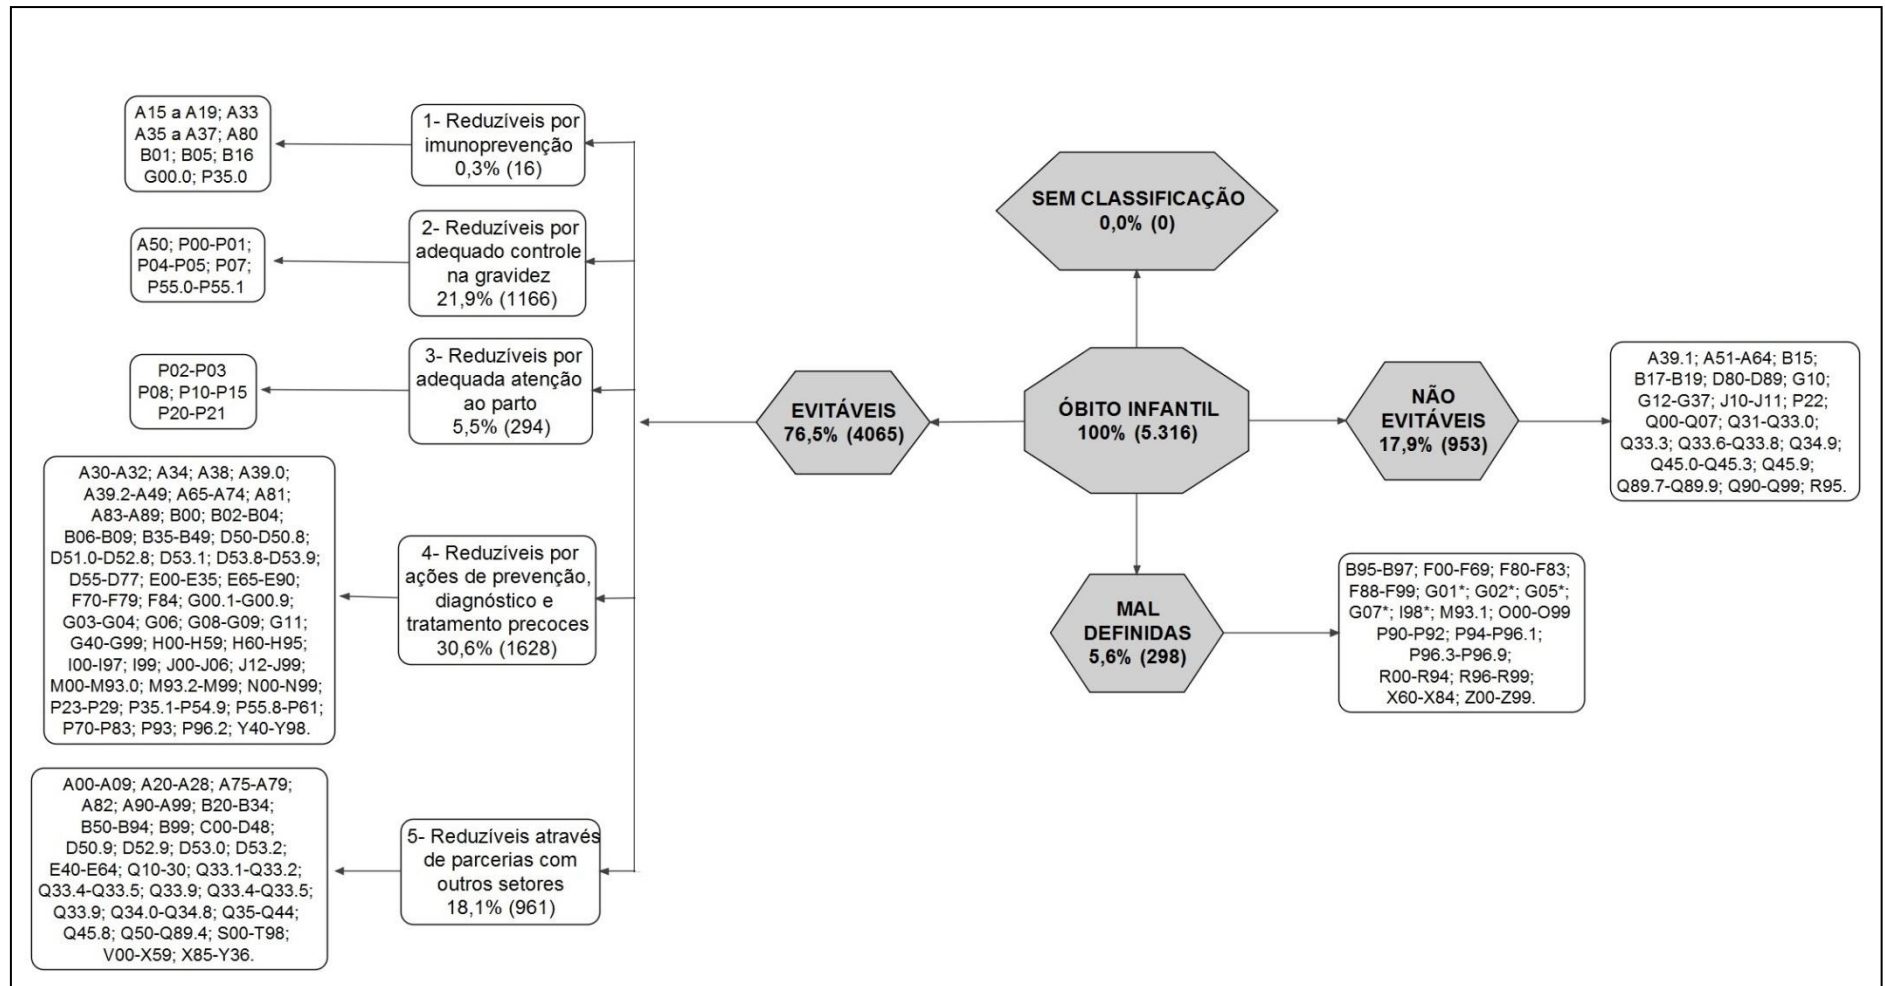 A15 a A19; A33
A35 a A37; A80
B01; B05; B16
G00.0; P35.0
1- Reduzíveis por
imunoprevenção
0,3% (16)
A50; P00-P01;
P04-P05; P07;
P55.0-P55.1
2- Reduzíveis por
adequado controle
na gravidez
21,9% (1166)
P02-P03
P08; P10-P15
P20-P21
3- Reduzíveis por
adequada atenção
ao parto
5,5% (294)
A30-A32; A34; A38; A39.0;
A39.2-A49; A65-A74; A81;
A83-A89; B00; B02-B04;
B06-B09; B35-B49; D50-D50.8;
D51.0-D52.8; D53.1; D53.8-D53.9;
D55-D77; E00-E35; E65-E90;
F70-F79; F84; G00.1-G00.9;
G03-G04; G06; G08-G09; G11;
G40-G99; H00-H59; H60-H95;
I00-I97; I99; J00-J06; J12-J99;
M00-M93.0; M93.2-M99; N00-N99;
P23-P29; P35.1-P54.9; P55.8-P61;
P70-P83; P93; P96.2; Y40-Y98.
4- Reduzíveis por
ações de prevenção,
diagnóstico e
tratamento precoces
30,6% (1628)
A00-A09; A20-A28; A75-A79;
A82; A90-A99; B20-B34;
B50-B94; B99; C00-D48;
D50.9; D52.9; D53.0; D53.2;
E40-E64; Q10-30; Q33.1-Q33.2;
Q33.4-Q33.5; Q33.9; Q33.4-Q33.5;
Q33.9; Q34.0-Q34.8; Q35-Q44;
Q45.8; Q50-Q89.4; S00-T98;
V00-X59; X85-Y36.
5- Reduzíveis através
de parcerias com
outros setores
18,1% (961)
EVITÁVEIS
76,5% (4065)
SEM CLASSIFICAÇÃO
0,0% (0)
ÓBITO INFANTIL
100% (5.316)
MAL
DEFINIDAS
5,6% (298)
NÃO
EVITÁVEIS
17,9% (953)
A39.1; A51-A64; B15;
B17-B19; D80-D89; G10;
G12-G37; J10-J11; P22;
Q00-Q07; Q31-Q33.0;
Q33.3; Q33.6-Q33.8; Q34.9;
Q45.0-Q45.3; Q45.9;
Q89.7-Q89.9; Q90-Q99; R95.
B95-B97; F00-F69; F80-F83;
F88-F99; G01*; G02*; G05*;
G07*; I98*; M93.1; O00-O99
P90-P92; P94-P96.1;
P96.3-P96.9;
R00-R94; R96-R99;
X60-X84; Z00-Z99.